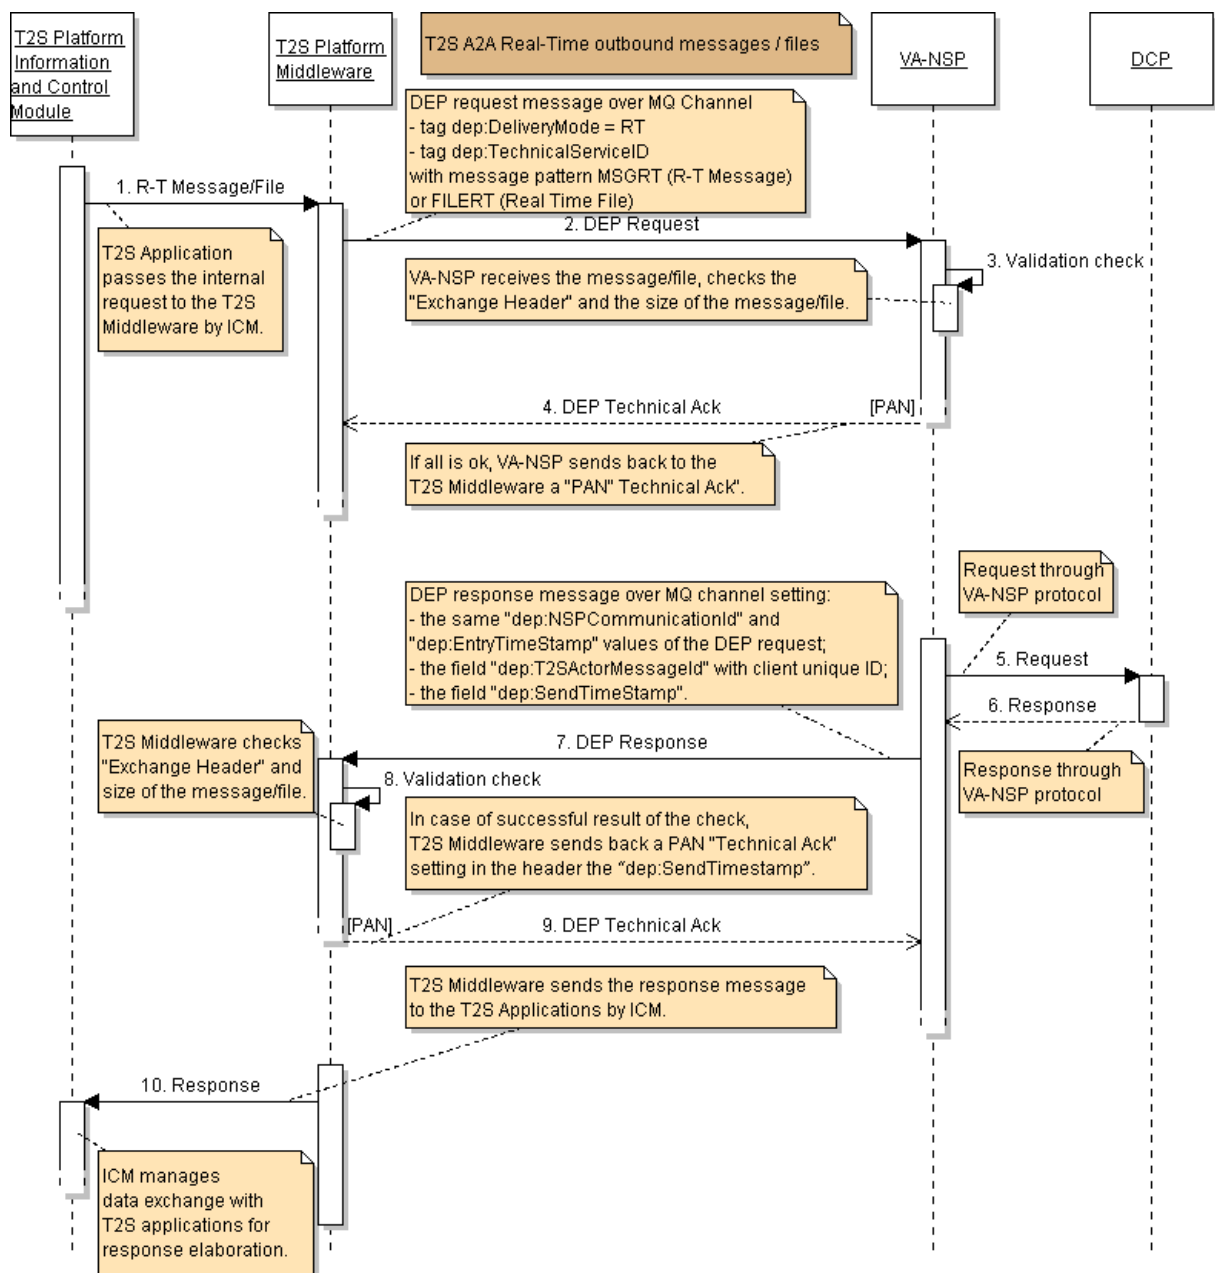 T2S Platform
Information
and Control
Module
T2S Platform
Middleware
T2S A2A Real-Time outbound messages / files
VA-NSP
DCP
DEP request message over MQ Channel
- tag dep:DeliveryMode = RT
- tag dep:TechnicalServiceID
with message pattern MSGRT (R-T Message)
or FILERT (Real Time File)
1. R-T Message/File
2. DEP Request
T2S Application
passes the internal
request to the T2S
Middleware by ICM.
VA-NSP receives the message/file, checks the
"Exchange Header" and the size of the message/file.
3. Validation check
4. DEP Technical Ack
[PAN]
If all is ok, VA-NSP sends back to the
T2S Middleware a "PAN" Technical Ack".
Request through
VA-NSP protocol
DEP response message over MQ channel setting:
- the same "dep:NSPCommunicationId" and
"dep:EntryTimeStamp" values of the DEP request;
- the field "dep:T2SActorMessageId" with client unique ID;
- the field "dep:SendTimeStamp".
5. Request
6. Response
T2S Middleware checks
"Exchange Header" and
size of the message/file.
7. DEP Response
8. Validation check
Response through
VA-NSP protocol
In case of successful result of the check,
T2S Middleware sends back a PAN "Technical Ack"
setting in the header the “dep:SendTimestamp”.
[PAN]
9. DEP Technical Ack
T2S Middleware sends the response message
to the T2S Applications by ICM.
10. Response
ICM manages
data exchange with
T2S applications for
response elaboration.